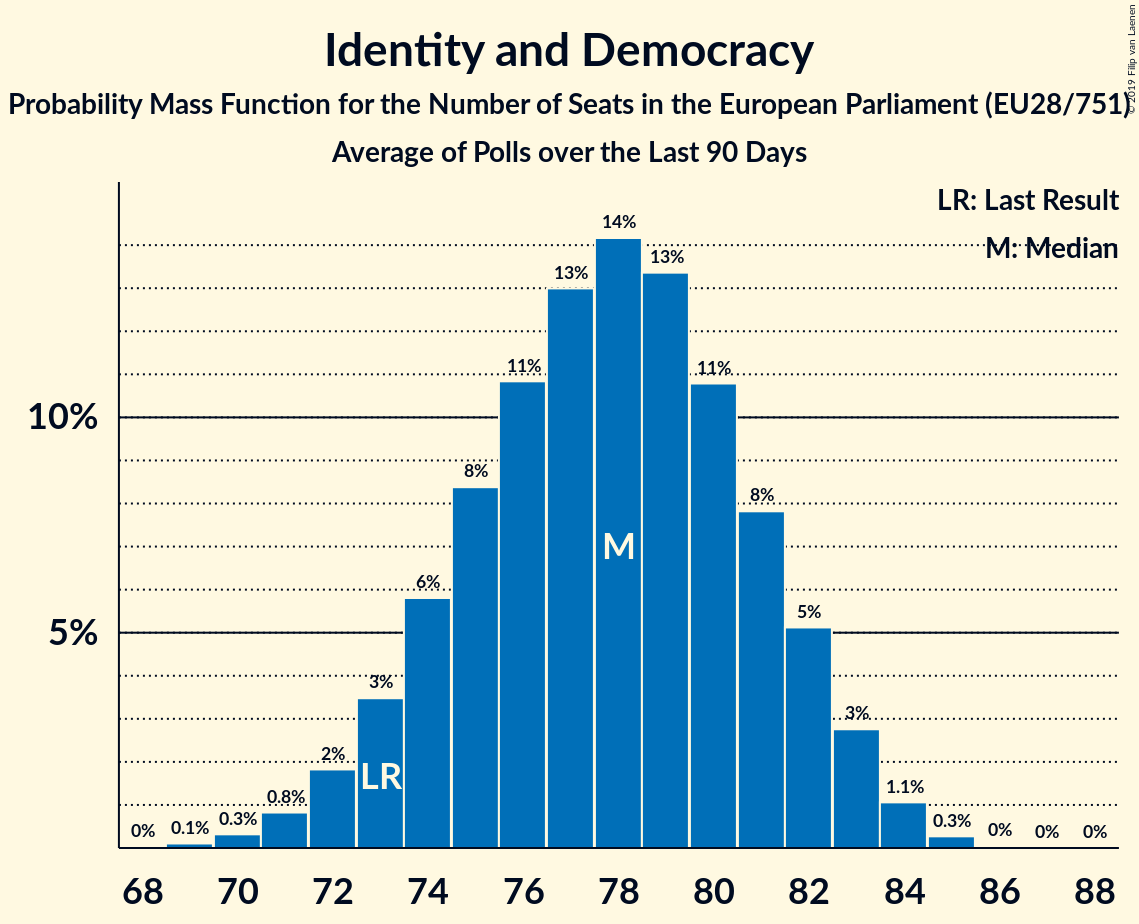 Identity and Democracy
Probability Mass Function for the Number of Seats in the European Parliament (EU28/751)
Average of Polls over the Last 90 Days
© 2019 Filip van Laenen
LR: Last Result
M: Median
10%
5%
0%
0.1%
0.3%
0.8%
2%
3%
6%
8%
11%
13%
14%
13%
11%
8%
5%
3%
1.1%
0.3%
0%
0%
0%
LR
M
68 70 72 74 76 78 80 82 84 86 88